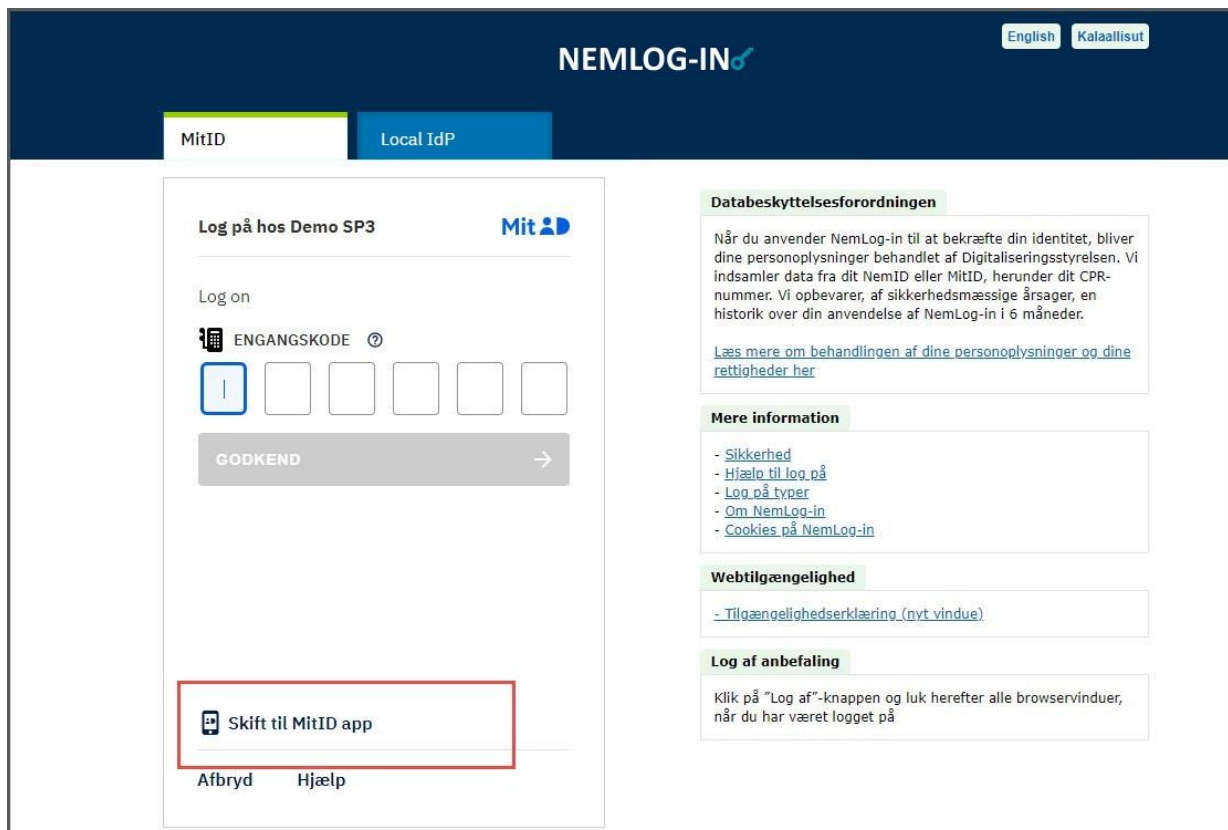 English Kalaallisut
NEMLOG-IN
MitID Local IdP
Log på hos Demo SP3
Mit
Log on
ENGANGSKODE ?
GODKEND →
Skift til MitID app
Afbryd Hjælp
Databeskyttelsesforordningen
Når du anvender NemLog-in til at bekræfte din identitet, bliver
dine personoplysninger behandlet af Digitaliseringsstyrelsen. Vi
indsamler data fra dit NemID eller MitID, herunder dit CPR-
nummer. Vi opbevarer, af sikkerhedsmæssige årsager, en
historik over din anvendelse af NemLog-in i 6 måneder.
Læs mere om behandlingen af dine personoplysninger og dine
rettigheder her
Mere information
- Sikkerhed
- Hjælp til log på
- Log på typer
- Om NemLog-in
- Cookies på NemLog-in
Webtilgængelighed
- Tilgængelighedserklæring (nyt vindue)
Log af anbefaling
Klik på ”Log af”-knappen og luk herefter alle browservinduer,
når du har været logget på